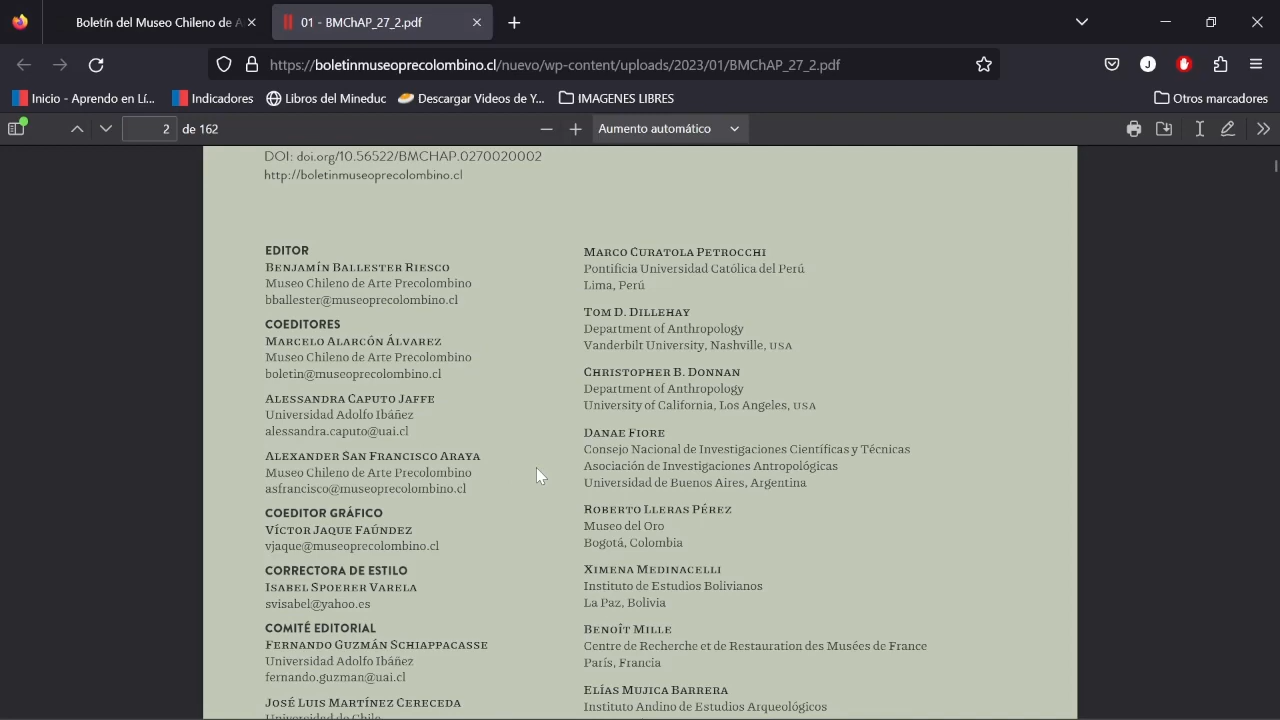 Boletín del Museo Chileno de A
01 - BMChAP_27_2.pdf
https://boletinmuseoprecolombino.cl/nuevo/wp-content/uploads/2023/01/BMChAP_27_2.pdf
J
Inicio - Aprendo en Lí...
Indicadores
Libros del Mineduc
Descargar Videos de Y...
IMAGENES LIBRES
Otros marcadores
2 de 162
Aumento automático
DOI: doi.org/10.56522/BMCHAP.0270020002
http://boletinmuseoprecolombino.cl
EDITOR
BENJAMÍN BALLESTER RIESCO
Museo Chileno de Arte Precolombino
bballester@museoprecolombino.cl
COEDITORES
MARCELO ALARCÓN ÁLVAREZ
Museo Chileno de Arte Precolombino
boletin@museoprecolombino.cl
ALESSANDRA CAPUTO JAFFE
Universidad Adolfo Ibáñez
alessandra.caputo@uai.cl
ALEXANDER SAN FRANCISCO ARAYA
Museo Chileno de Arte Precolombino
asfrancisco@museoprecolombino.cl
COEDITOR GRÁFICO
VÍCTOR JAQUE FAÚNDEZ
vjaque@museoprecolombino.cl
CORRECTORA DE ESTILO
ISABEL SPOERER VARELA
svisabel@yahoo.es
COMITÉ EDITORIAL
FERNANDO GUZMÁN SCHIAPPACASSE
Universidad Adolfo Ibáñez
fernando.guzman@uai.cl
JOSÉ LUIS MARTÍNEZ CERECEDA
Universidad de Chile
MARCO CURATOLA PETROCCHI
Pontificia Universidad Católica del Perú
Lima, Perú
TOM D. DILLEHAY
Department of Anthropology
Vanderbilt University, Nashville, USA
CHRISTOPHER B. DONNAN
Department of Anthropology
University of California, Los Angeles, USA
DANAE FIORE
Consejo Nacional de Investigaciones Científicas y Técnicas
Asociación de Investigaciones Antropológicas
Universidad de Buenos Aires, Argentina
ROBERTO LLERAS PÉREZ
Museo del Oro
Bogotá, Colombia
XIMENA MEDINACELLI
Instituto de Estudios Bolivianos
La Paz, Bolivia
BENOÎT MILLE
Centre de Recherche et de Restauration des Musées de France
París, Francia
ELÍAS MUJICA BARRERA
Instituto Andino de Estudios Arqueológicos